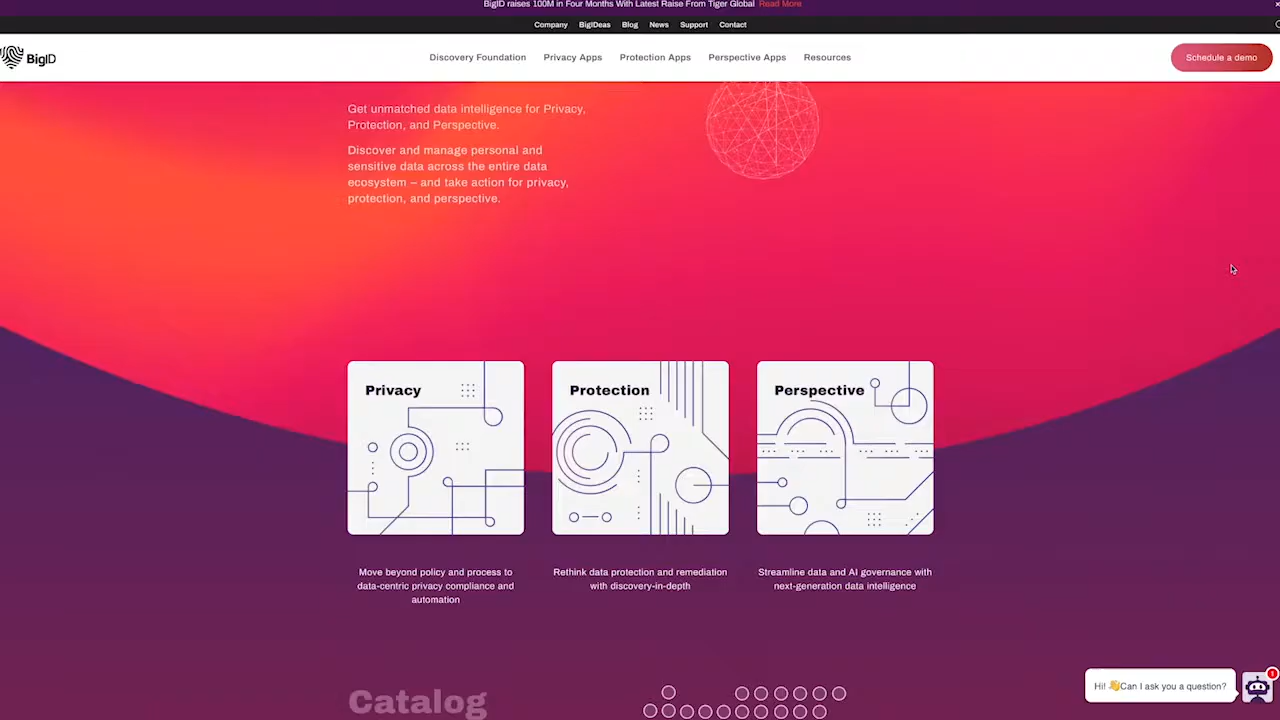 BigID raises 100M in Four Months With Latest Raise From Tiger Global Read More
Company BigIDeas Blog News Support Contact
BigID
Discovery Foundation Privacy Apps Protection Apps Perspective Apps Resources
Schedule a demo
Get unmatched data intelligence for Privacy,
Protection, and Perspective.
Discover and manage personal and
sensitive data across the entire data
ecosystem – and take action for privacy,
protection, and perspective.
Privacy
Protection
Perspective
Move beyond policy and process to
data-centric privacy compliance and
automation
Rethink data protection and remediation
with discovery-in-depth
Streamline data and AI governance with
next-generation data intelligence
Catalog
Hi! 👋Can I ask you a question?
1